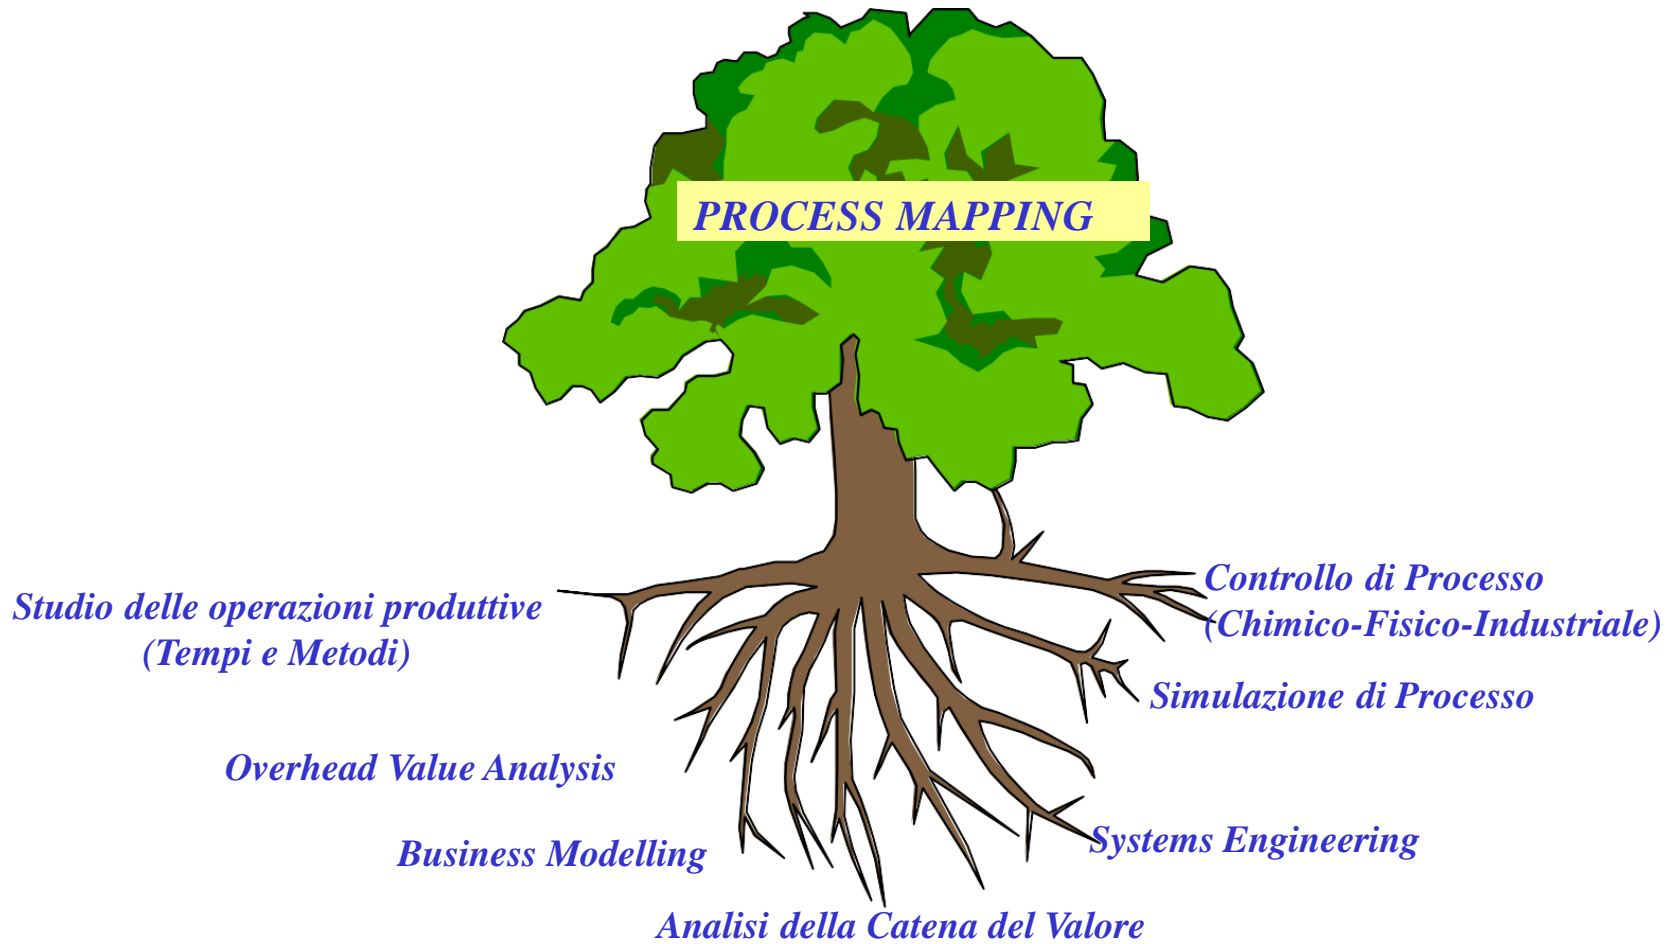 PROCESS MAPPING
Studio delle operazioni produttive
(Tempi e Metodi)
Controllo di Processo
(Chimico-Fisico-Industriale)
Simulazione di Processo
Overhead Value Analysis
Systems Engineering
Business Modelling
Analisi della Catena del Valore